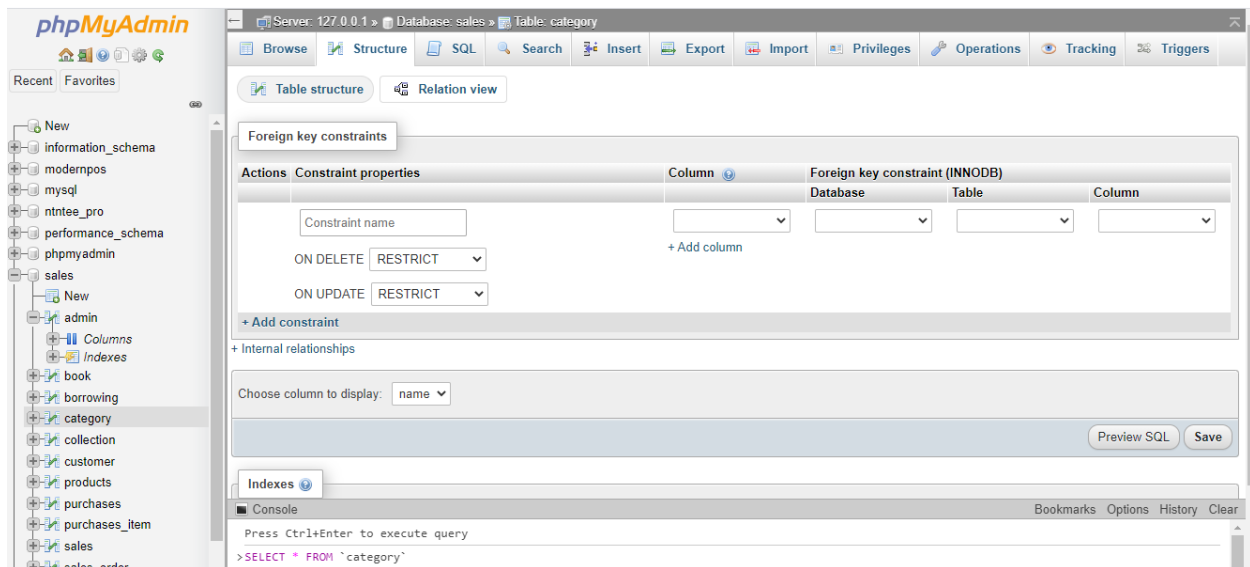 phpMyAdmin
Recent Favorites
New
information_schema
modernpos
mysql
ntntee_pro
performance_schema
phpmyadmin
sales
New
admin
Columns
Indexes
book
borrowing
category
collection
customer
products
purchases
purchases_item
sales
sales_order
Server: 127.0.0.1 » Database: sales » Table: category
Browse Structure SQL Search Insert Export Import Privileges Operations Tracking Triggers
Table structure Relation view
Foreign key constraints
Actions Constraint properties Column Foreign key constraint (INNODB)
Database Table Column
Constraint name
+ Add column
ON DELETE RESTRICT
ON UPDATE RESTRICT
+ Add constraint
+ Internal relationships
Choose column to display: name
Preview SQL Save
Indexes
Console Bookmarks Options History Clear
Press Ctrl+Enter to execute query
>SELECT * FROM `category`